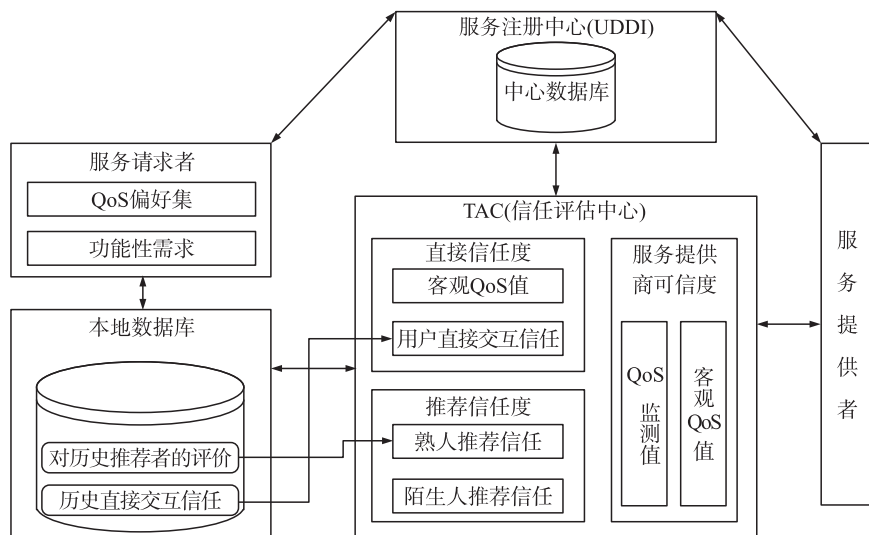 服务注册中心(UDDI)
中心数据库
服务请求者
QoS偏好集
功能性需求
本地数据库
对历史推荐者的评价
历史直接交互信任
TAC(信任评估中心)
直接信任度
客观QoS值
用户直接交互信任
推荐信任度
熟人推荐信任
陌生人推荐信任
服务提供
商可信度
QoS
监测值
客观QoS值
服务提供者